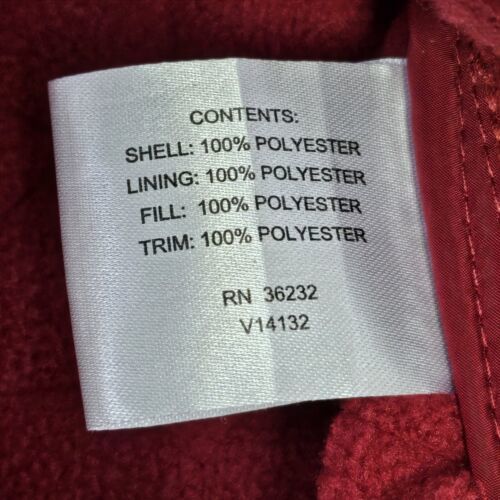 CONTENTS:
SHELL: 100% POLYESTER
LINING: 100% POLYESTER
FILL: 100% POLYESTER
TRIM: 100% POLYESTER
RN 36232
V14132